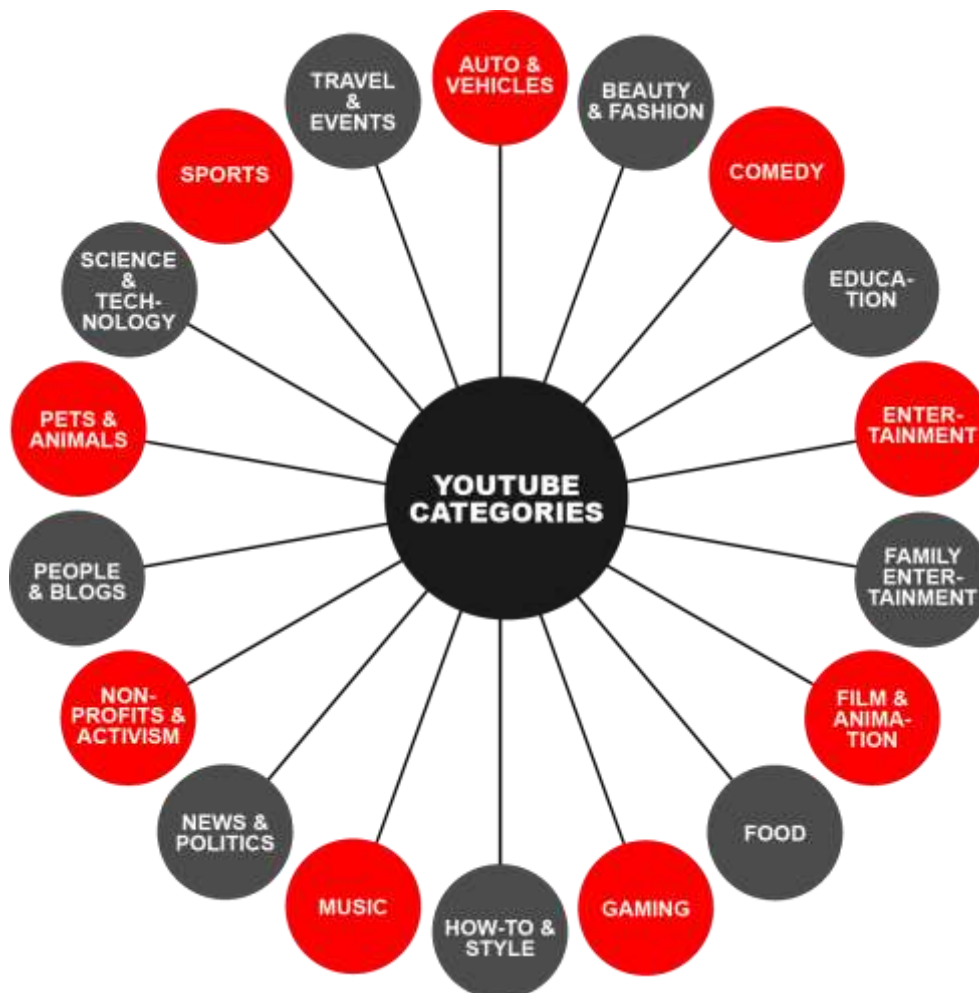 YOUTUBE
CATEGORIES
AUTO &
VEHICLES
BEAUTY
& FASHION
COMEDY
EDUCA-
TION
ENTER-
TAINMENT
FAMILY
ENTER-
TAINMENT
FILM &
ANIMA-
TION
FOOD
GAMING
HOW-TO &
STYLE
MUSIC
NEWS &
POLITICS
NON-
PROFITS &
ACTIVISM
PEOPLE
& BLOGS
PETS &
ANIMALS
SCIENCE
&
TECH-
NOLOGY
SPORTS
TRAVEL
&
EVENTS